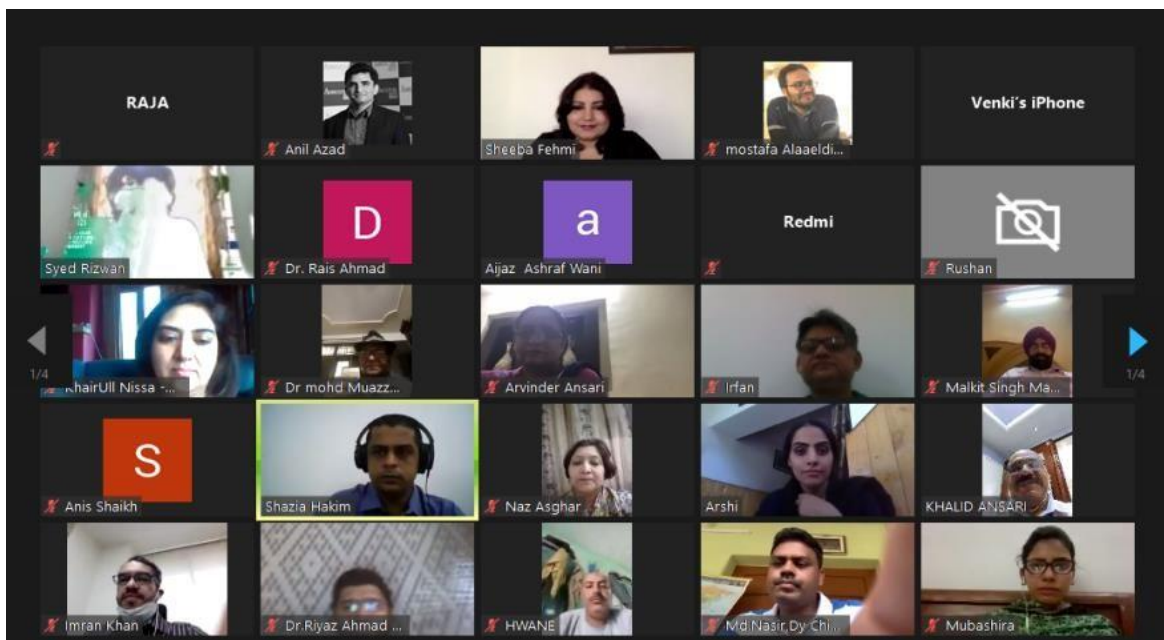 RAJA
Anil Azad
Sheeba Fehmi
mostafa Alaaeldi...
Venki's iPhone
Syed Rizwan
D
Dr. Rais Ahmad
a
Aijaz Ashraf Wani
Redmi
Rushan
1/4
KhairUll Nissa -...
Dr mohd Muazz...
Arvinder Ansari
Irfan
Malkit Singh Ma...
1/4
S
Anis Shaikh
Shazia Hakim
Naz Asghar
Arshi
KHALID ANSARI
Imran Khan
Dr.Riyaz Ahmad ...
HWANE
Md.Nasir,Dy Chi...
Mubashira